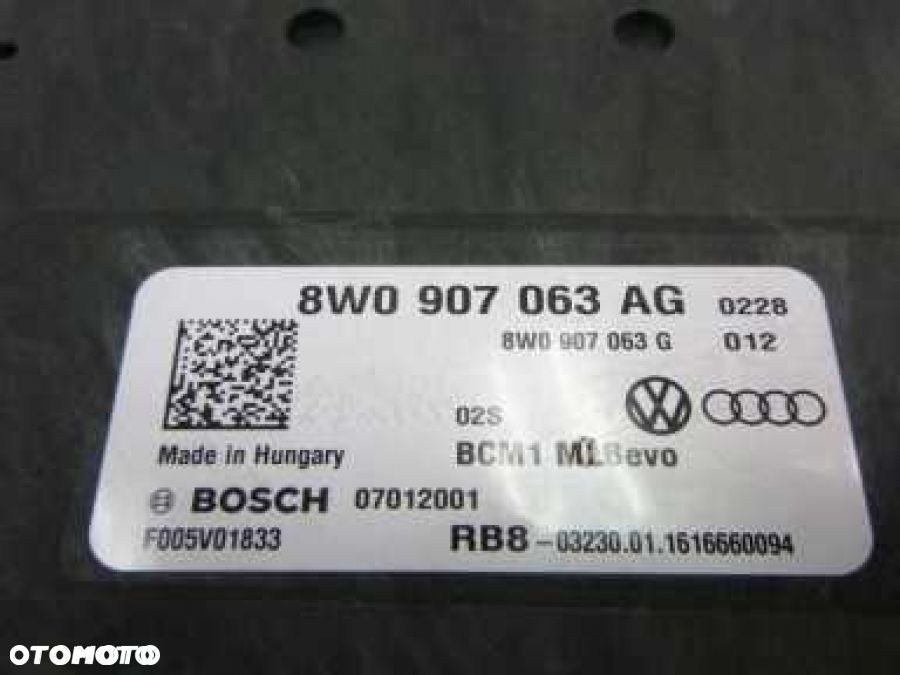 8W0 907 063 AG 0228
8W0 907 063 G 012
02S
Made in Hungary BCM1 MLBevo
BOSCH 07012001
F005V01833 RB8-03230.01.1616660094
OTOMOTO